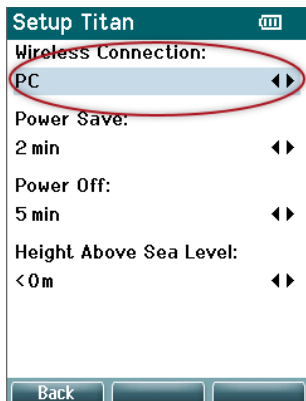 Setup Titan
Wireless Connection:
PC
Power Save:
2 min
Power Off:
5 min
Height Above Sea Level:
<0m
Back